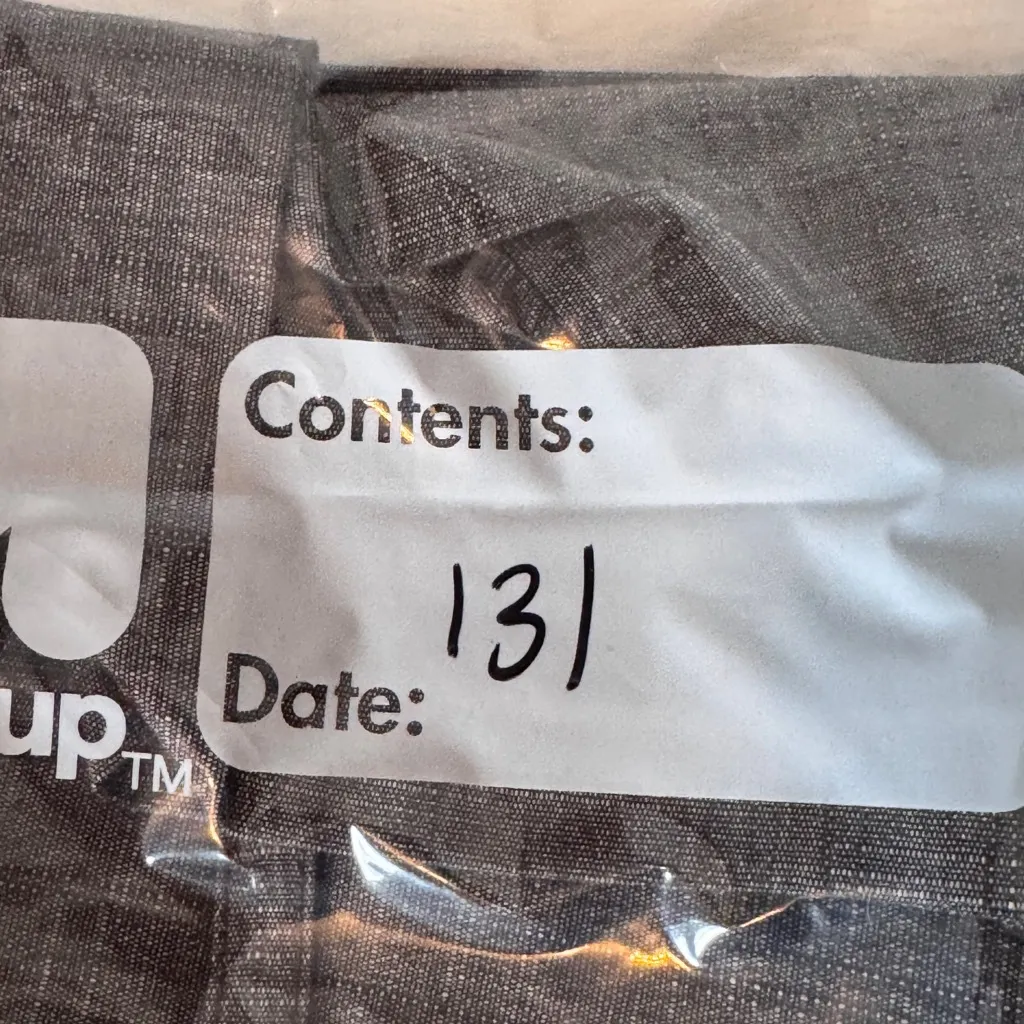 Contents:
131
Date:
up™